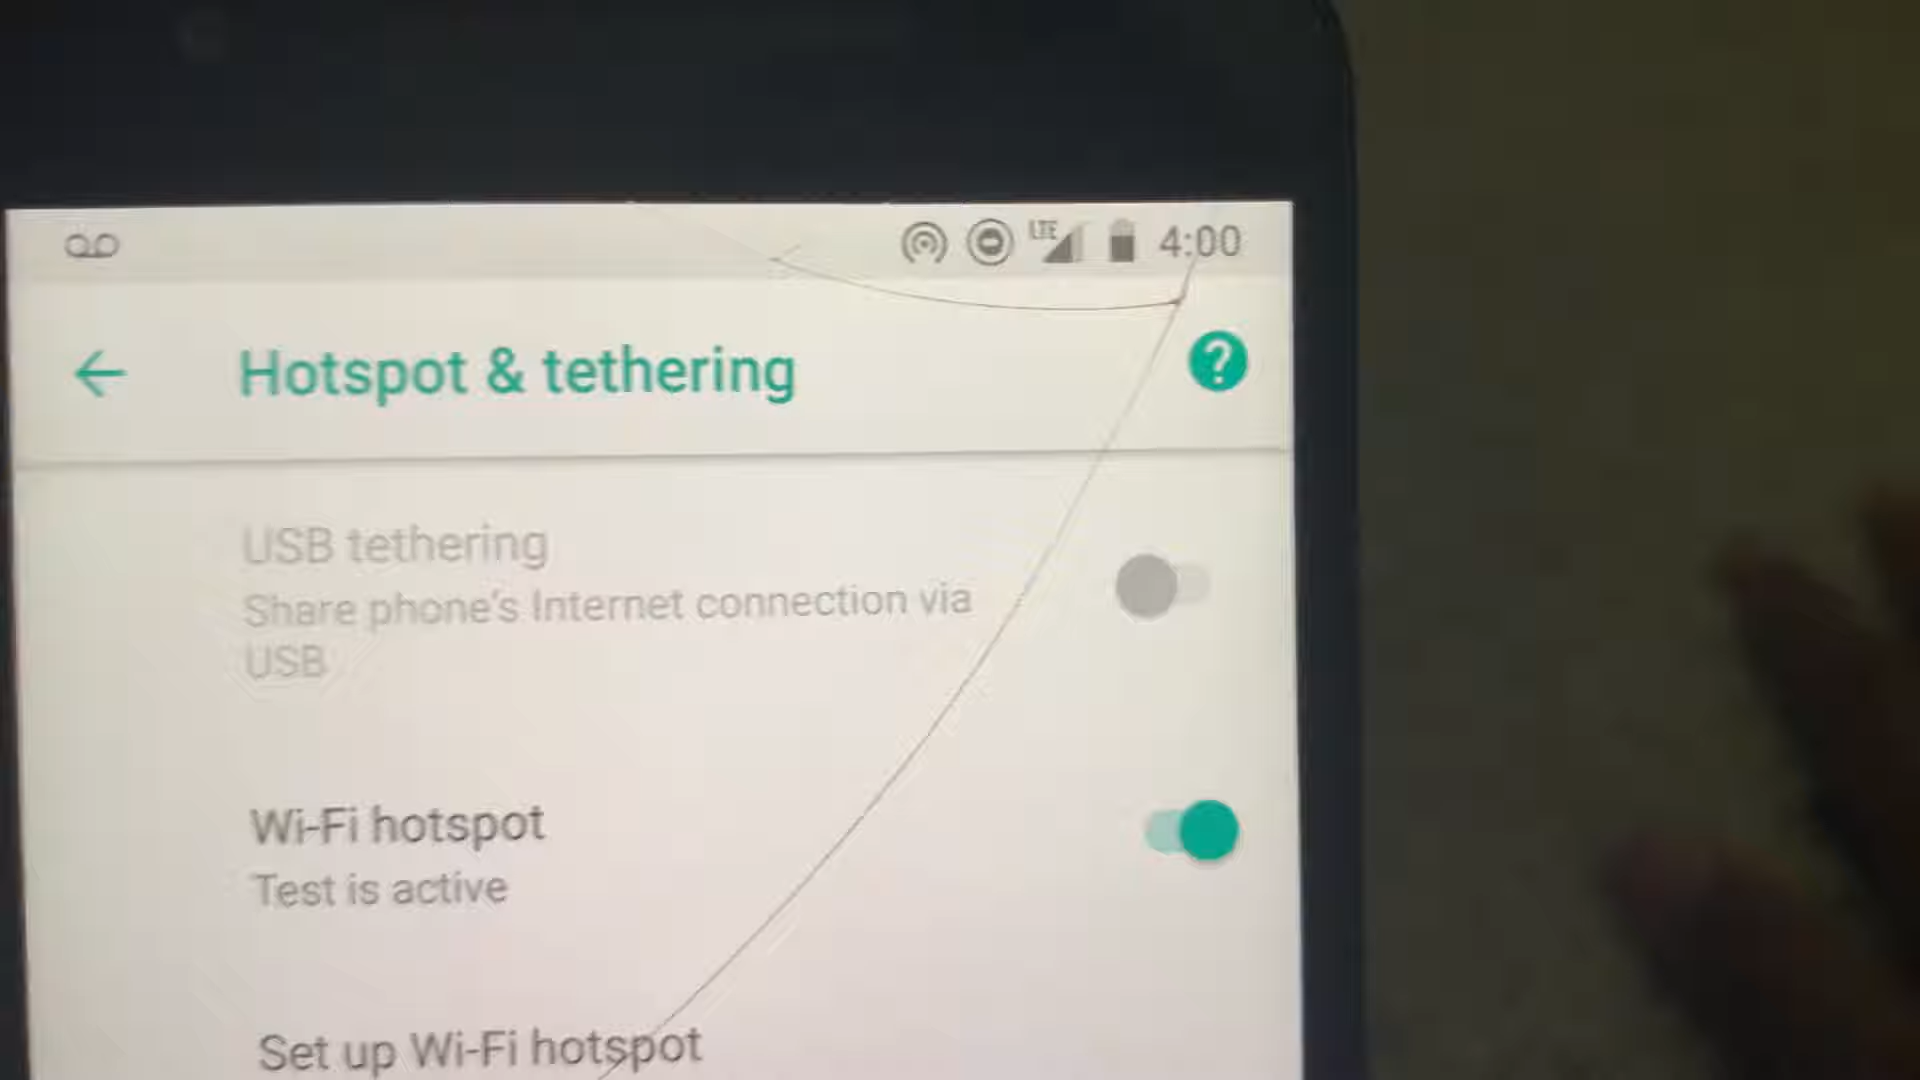 LTE 4:00
Hotspot & tethering
USB tethering
Share phone's Internet connection via
USB
Wi-Fi hotspot
Test is active
Set up Wi-Fi hotspot